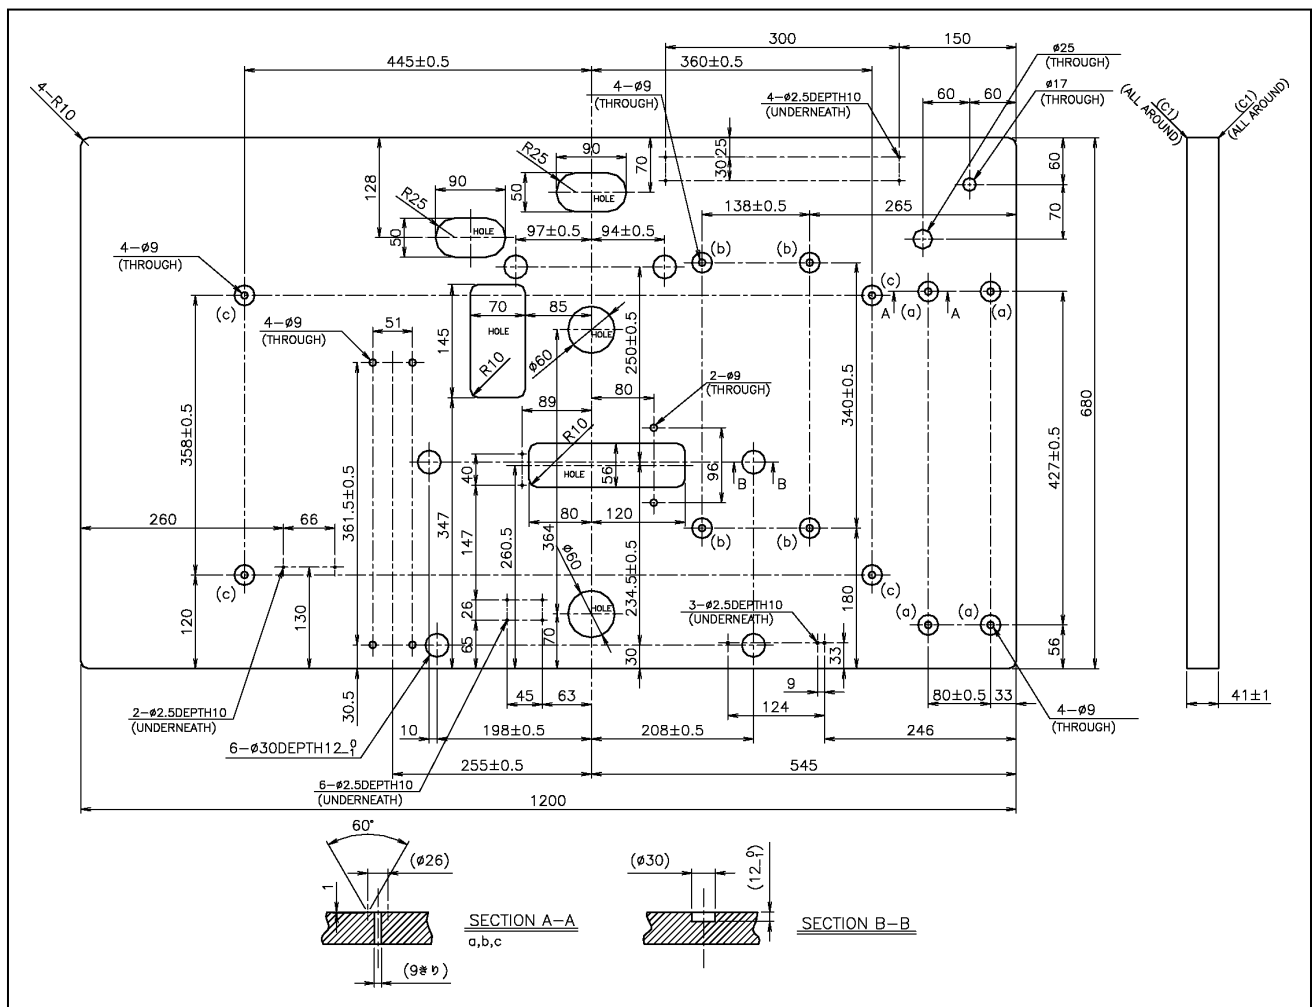 300
150
ø25
(THROUGH)
445±0.5
360±0.5
ø17
(THROUGH)
4-R10
4-ø9
(THROUGH)
4-ø2.5DEPTH10
(UNDERNEATH)
60
60
(C1)
(ALL AROUND)
(C1)
(ALL AROUND)
R25
90
70
25
30
60
128
50
HOLE
R25
90
138±0.5
265
70
50
HOLE
97±0.5
94±0.5
4-ø9
(THROUGH)
(b)
(b)
(c)
(c)
A
(a)
A
(a)
70
85
HOLE
HOLE
145
R10
ø60
250±0.5
4-ø9
(THROUGH)
51
2-ø9
(THROUGH)
80
89
R10
340±0.5
680
358±0.5
427±0.5
361.5±0.5
347
40
HOLE
56
96
B
B
80
120
260
66
147
260.5
364
ø60
234.5±0.5
(b)
(b)
(c)
(c)
120
130
26
65
HOLE
70
30
3-ø2.5DEPTH10
(UNDERNEATH)
180
33
(a)
(a)
56
30.5
45
63
9
124
80±0.5
33
41±1
2-ø2.5DEPTH10
(UNDERNEATH)
4-ø9
(THROUGH)
10
198±0.5
208±0.5
246
6-ø30DEPTH12 0 -1
255±0.5
545
6-ø2.5DEPTH10
(UNDERNEATH)
1200
60°
(ø26)
1
SECTION A-A
a,b,c
(9きり)
(ø30)
(12 0 -1)
SECTION B-B